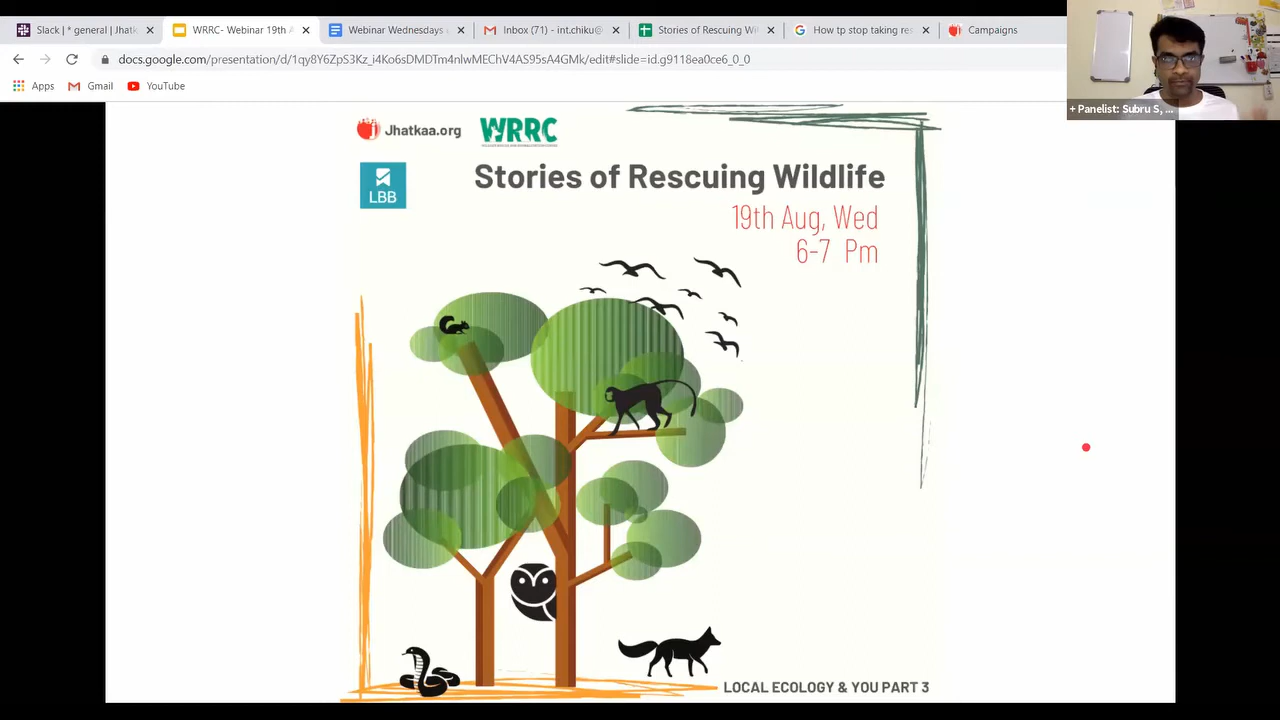 Slack | * general | Jhatk
WRRC- Webinar 19th A
Webinar Wednesdays -
Inbox (71) - int.chiku@
Stories of Rescuing Wil
How tp stop taking res
Campaigns
docs.google.com/presentation/d/1qy8Y6ZpS3Kz_i4Ko6sDMDTm4nlwMEChV4AS95sA4GMk/edit#slide=id.g9118ea0ce6_0_0
Apps
Gmail
YouTube
+ Panelist: Subru S, ...
Jhatkaa.org
WRRC
LBB
Stories of Rescuing Wildlife
19th Aug, Wed
6-7 Pm
LOCAL ECOLOGY & YOU PART 3